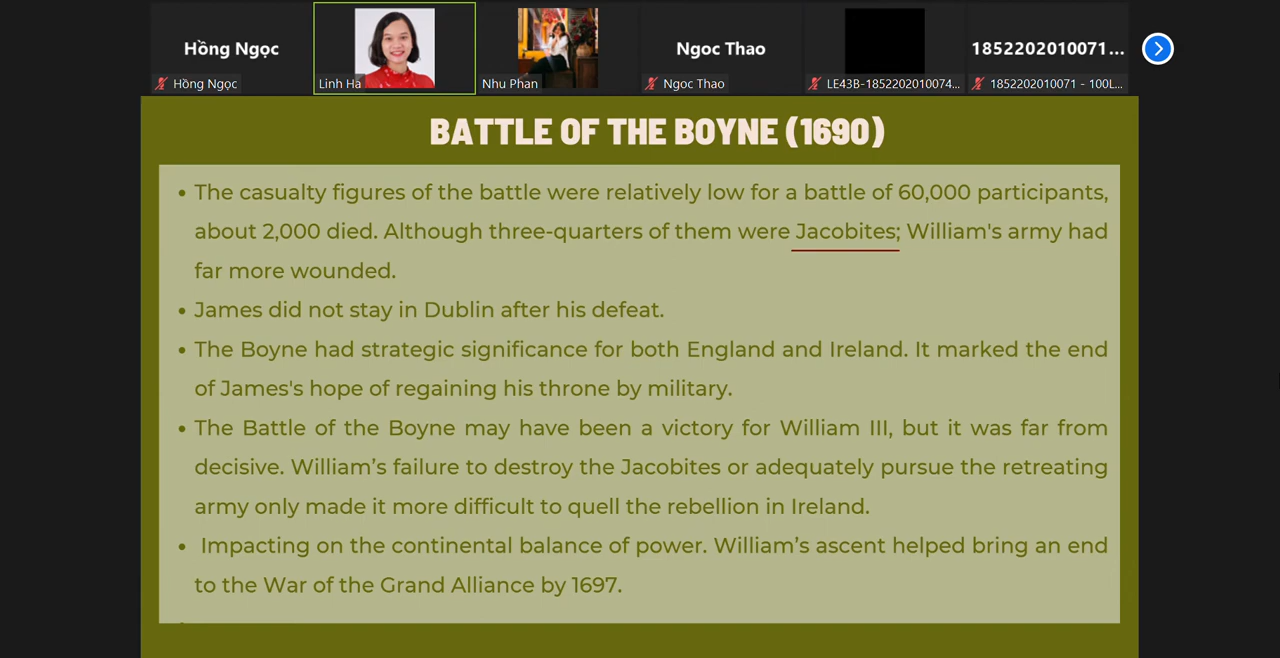 Hồng Ngọc
Ngoc Thao
1852202010071...
Hồng Ngọc
Linh Ha
Nhu Phan
Ngoc Thao
LE43B-1852202010074...
1852202010071 - 100L...
BATTLE OF THE BOYNE (1690)
• The casualty figures of the battle were relatively low for a battle of 60,000 participants,
about 2,000 died. Although three-quarters of them were Jacobites; William's army had
far more wounded.
• James did not stay in Dublin after his defeat.
• The Boyne had strategic significance for both England and Ireland. It marked the end
of James's hope of regaining his throne by military.
• The Battle of the Boyne may have been a victory for William III, but it was far from
decisive. William’s failure to destroy the Jacobites or adequately pursue the retreating
army only made it more difficult to quell the rebellion in Ireland.
• Impacting on the continental balance of power. William’s ascent helped bring an end
to the War of the Grand Alliance by 1697.